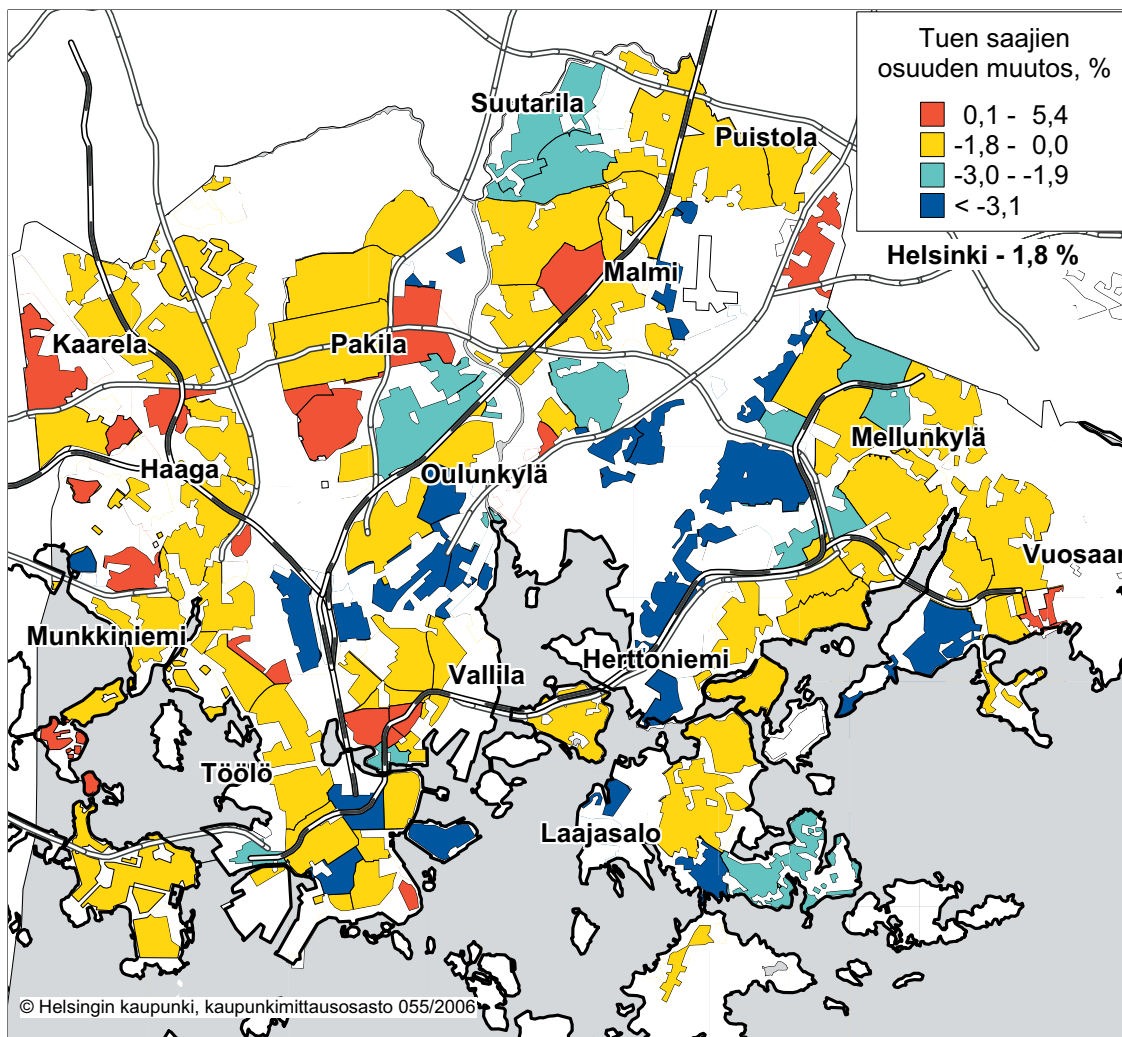 Tuen saajien
osuuden muutos, %
0,1 - 5,4
-1,8 - 0,0
-3,0 - -1,9
< -3,1
Helsinki - 1,8 %
Suutarila
Puistola
Malmi
Kaarela
Pakila
Mellunkylä
Haaga
Oulunkylä
Vuosaar
Munkkiniemi
Herttoniemi
Vallila
Töölö
Laajasalo
© Helsingin kaupunki, kaupunkimittausosasto 055/2006